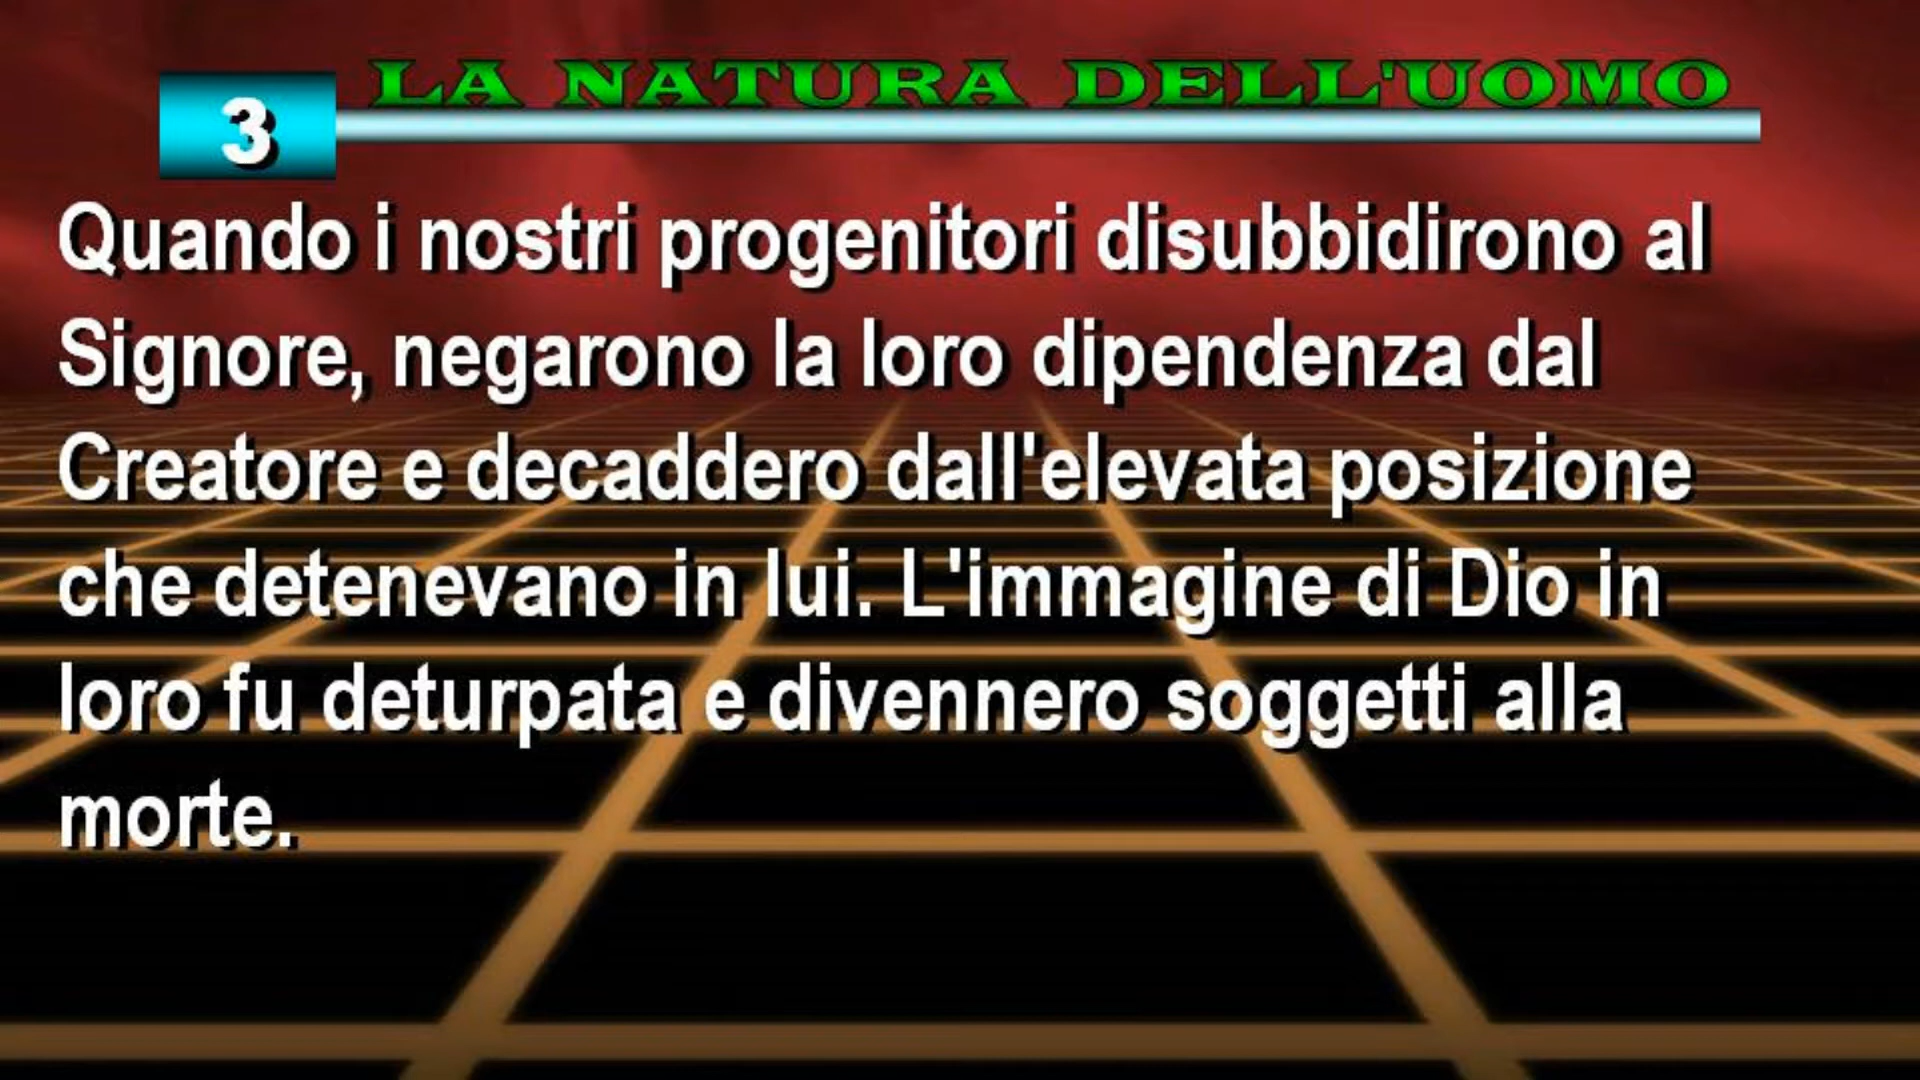 LA NATURA DELL'UOMO
3
Quando i nostri progenitori disubbidirono al
Signore, negarono la loro dipendenza dal
Creatore e decaddero dall'elevata posizione
che detenevano in lui. L'immagine di Dio in
loro fu deturpata e divennero soggetti alla
morte.